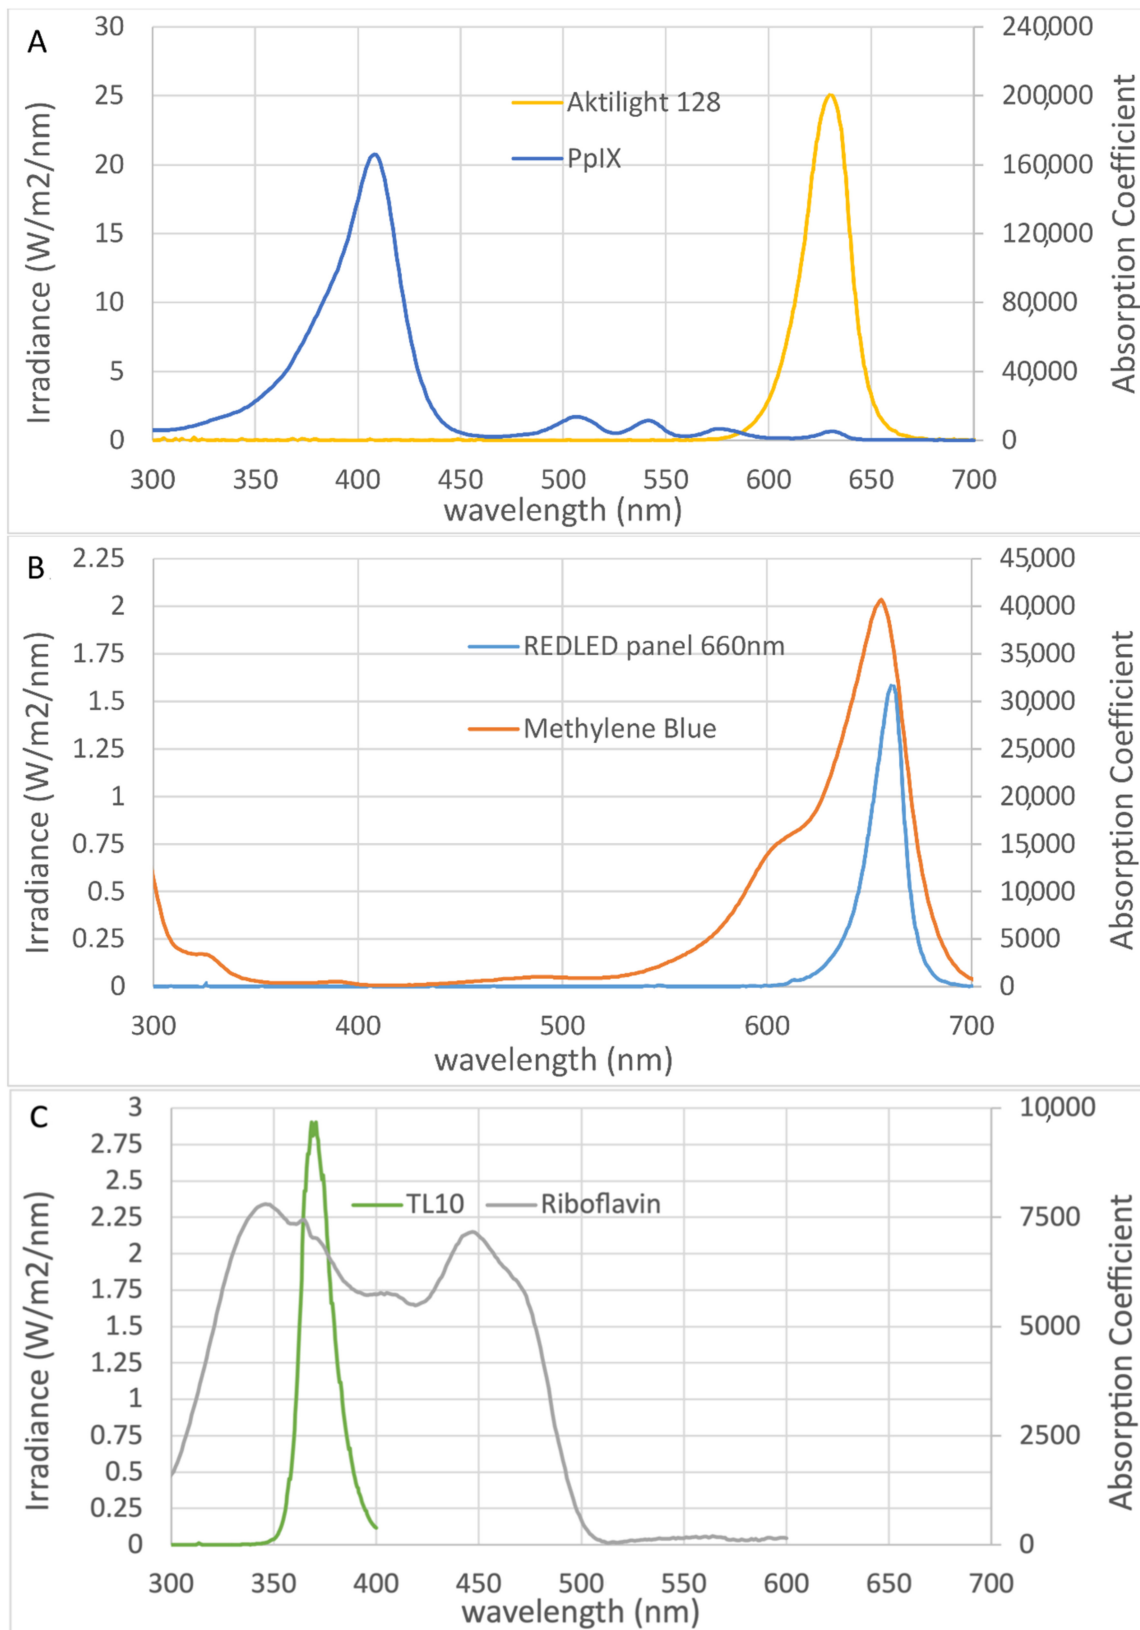 A
Irradiance (W/m2/nm)
Absorption Coefficient
30
25
20
15
10
5
0
240,000
200,000
160,000
120,000
80,000
40,000
0
Aktilight 128
PpIX
300 350 400 450 500 550 600 650 700
wavelength (nm)
B
Irradiance (W/m2/nm)
Absorption Coefficient
2.25
2
1.75
1.5
1.25
1
0.75
0.5
0.25
0
45,000
40,000
35,000
30,000
25,000
20,000
15,000
10,000
5000
0
REDLED panel 660nm
Methylene Blue
300 400 500 600 700
wavelength (nm)
C
Irradiance (W/m2/nm)
Absorption Coefficient
3
2.75
2.5
2.25
2
1.75
1.5
1.25
1
0.75
0.5
0.25
0
10,000
7500
5000
2500
0
TL10 Riboflavin
300 350 400 450 500 550 600 650 700
wavelength (nm)